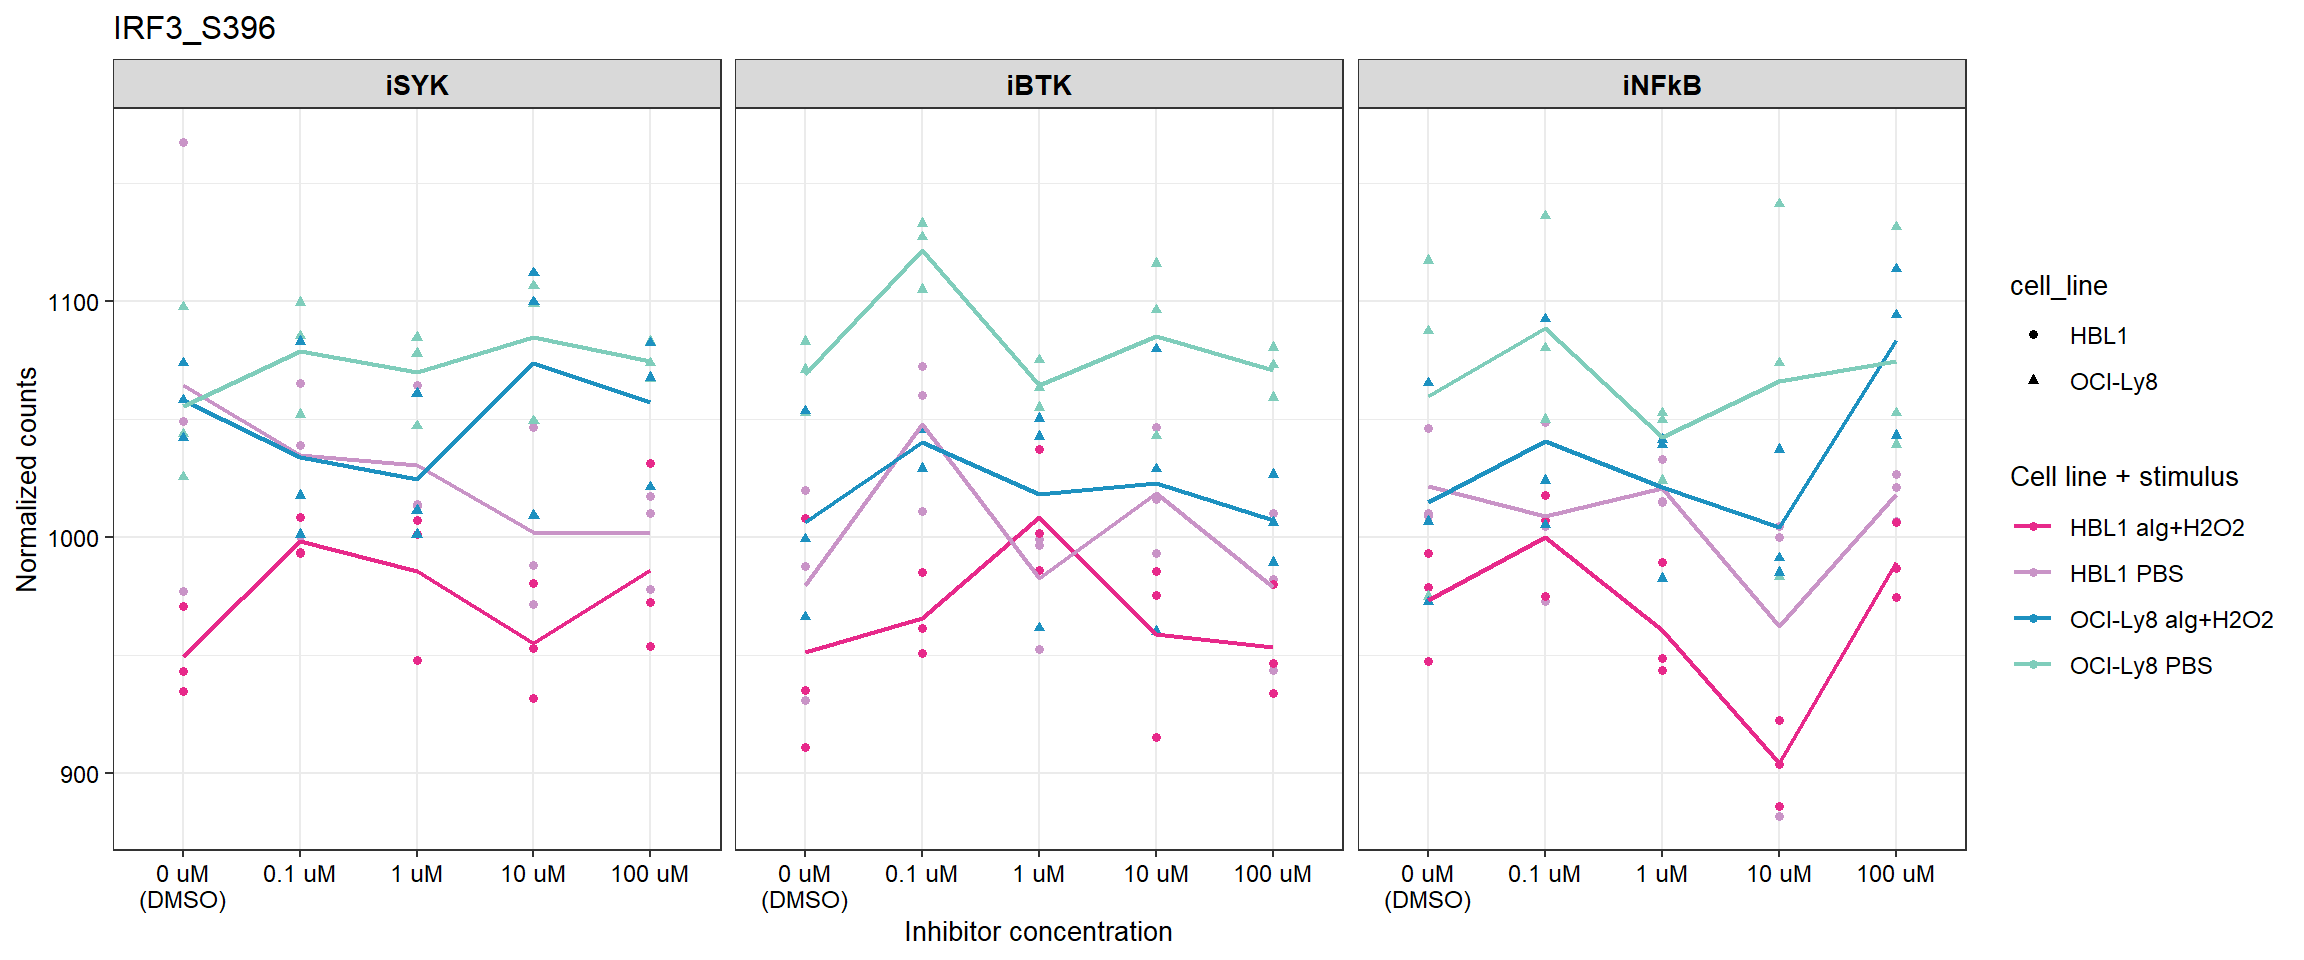 IRF3_S396
iSYK
iBTK
iNFkB
Normalized counts
1100
1000
900
0 uM
(DMSO)
0.1 uM
1 uM
10 uM
100 uM
0 uM
(DMSO)
0.1 uM
1 uM
10 uM
100 uM
0 uM
(DMSO)
0.1 uM
1 uM
10 uM
100 uM
Inhibitor concentration
cell_line
HBL1
OCI-Ly8
Cell line + stimulus
HBL1 aIg+H2O2
HBL1 PBS
OCI-Ly8 aIg+H2O2
OCI-Ly8 PBS